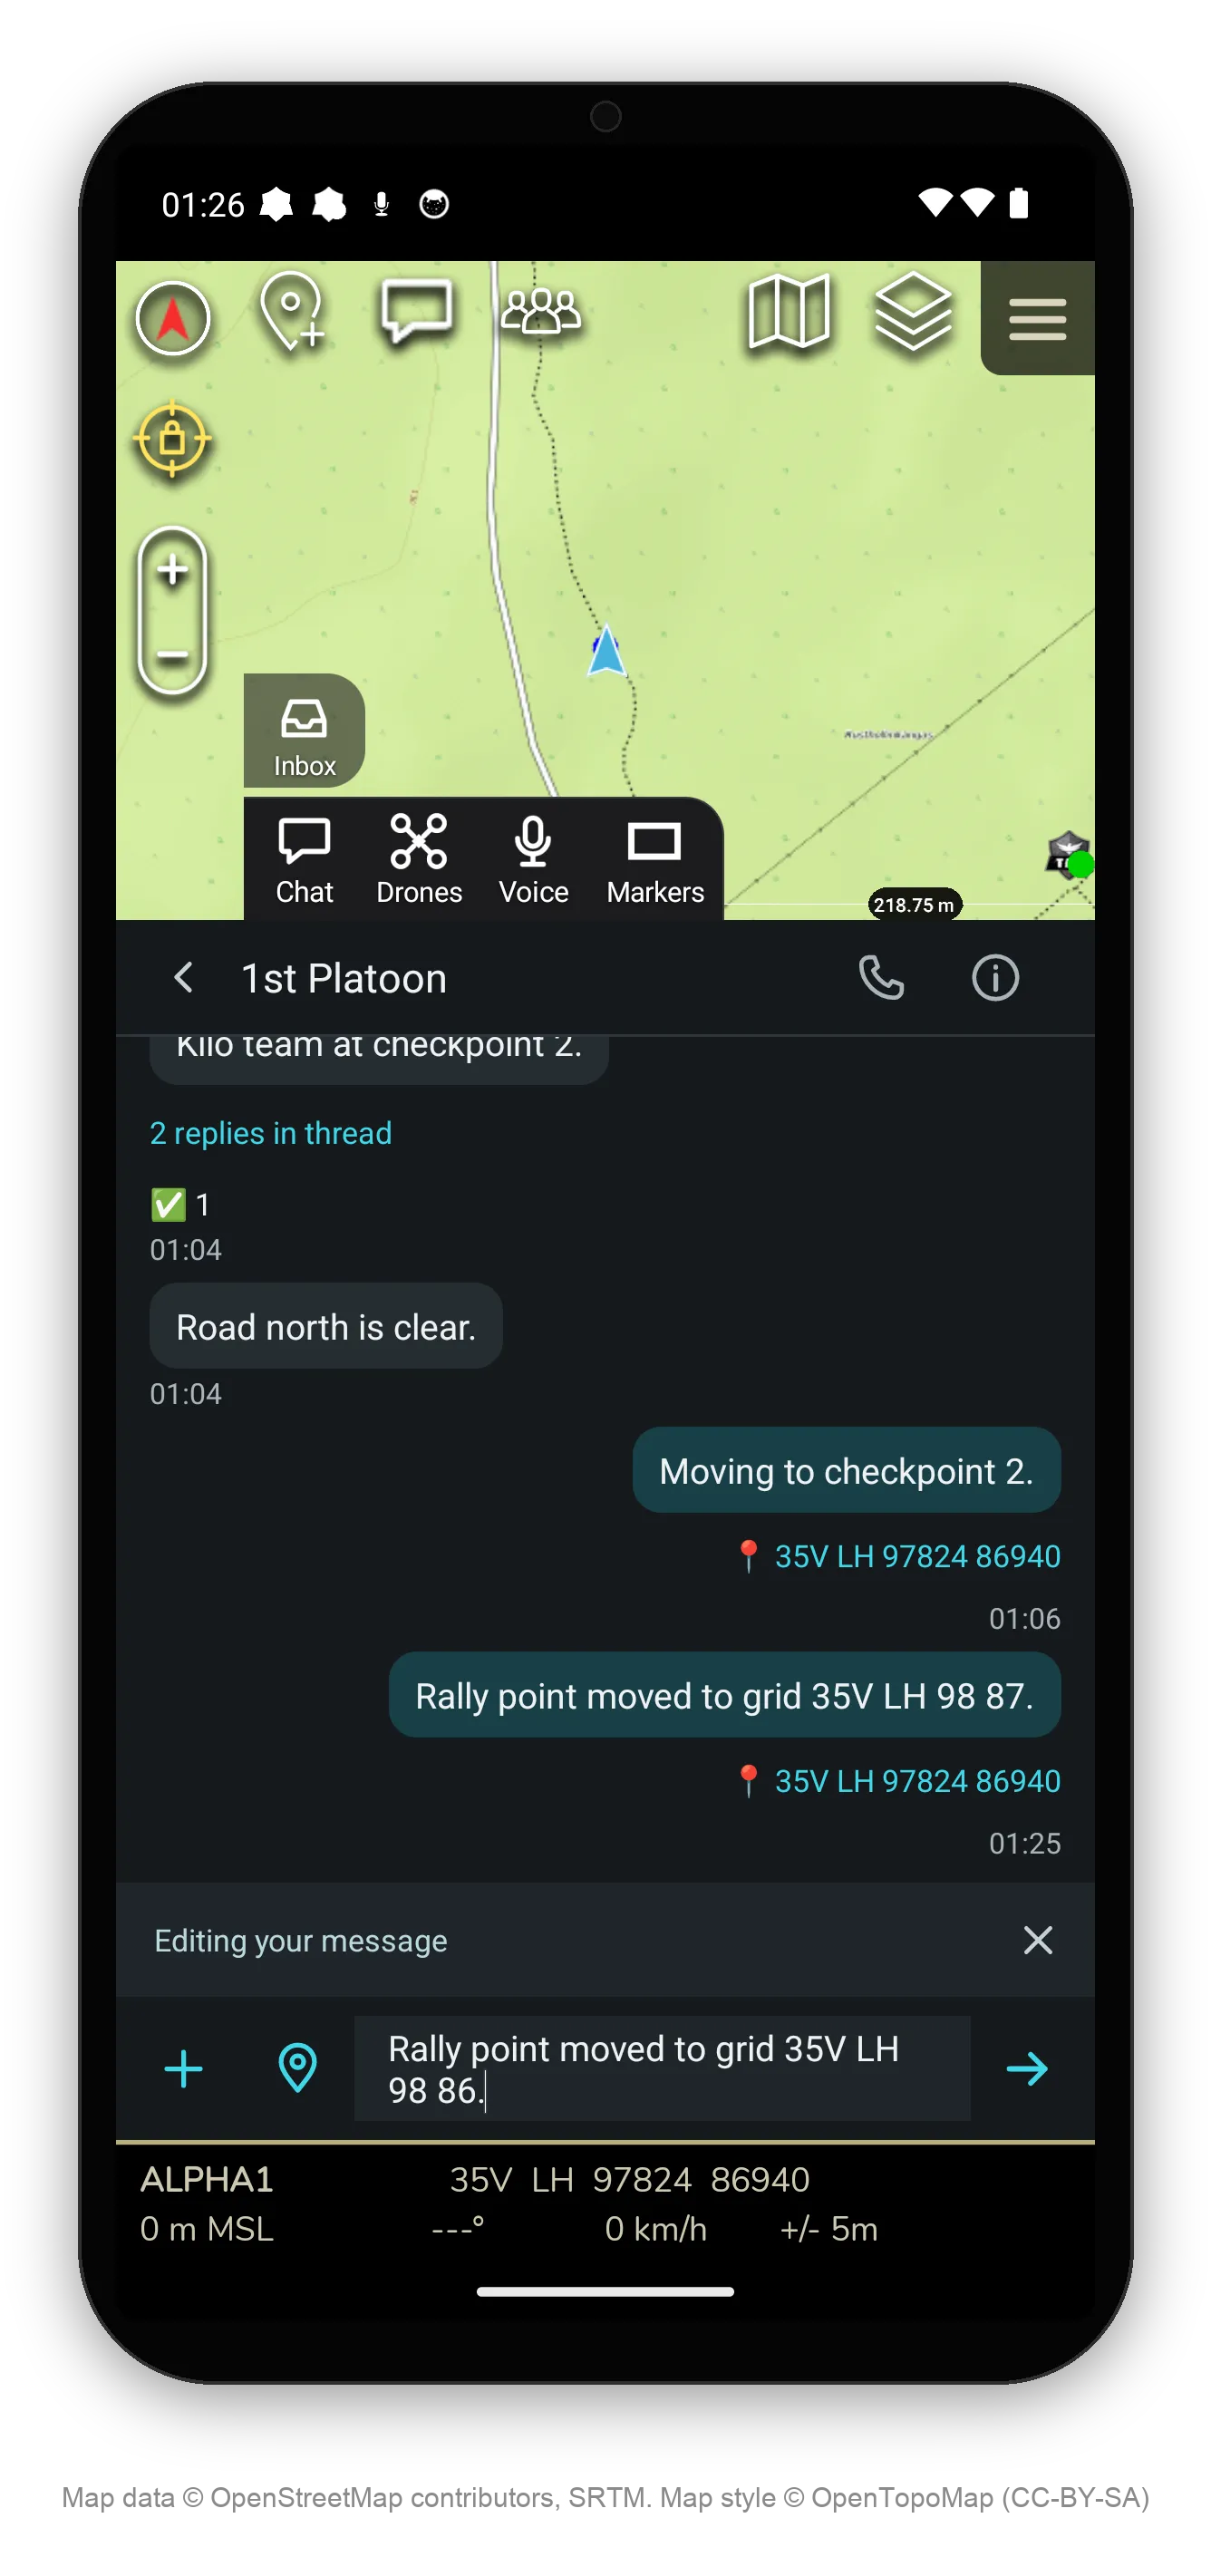 01:26
Inbox
Chat
Drones
Voice
Markers
218.75 m
1st Platoon
Kilo team at checkpoint 2.
2 replies in thread
✅ 1
01:04
Road north is clear.
01:04
Moving to checkpoint 2.
📍 35V LH 97824 86940
01:06
Rally point moved to grid 35V LH 98 87.
📍 35V LH 97824 86940
01:25
Editing your message
Rally point moved to grid 35V LH
98 86.
ALPHA1 35V LH 97824 86940
0 m MSL ---° 0 km/h +/- 5m
Map data © OpenStreetMap contributors, SRTM. Map style © OpenTopoMap (CC-BY-SA)